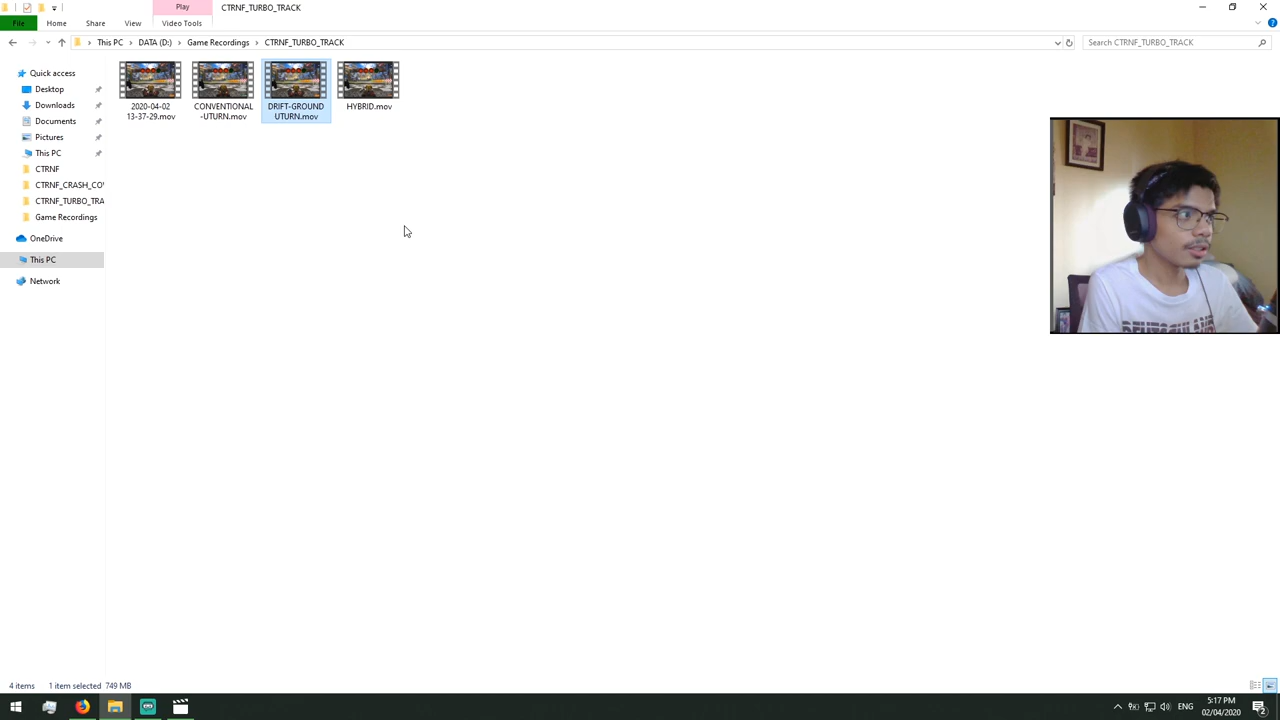 Play
CTRNF_TURBO_TRACK
File
Home
Share
View
Video Tools
This PC
DATA (D:)
Game Recordings
CTRNF_TURBO_TRACK
Search CTRNF_TURBO_TRACK
Quick access
Desktop
Downloads
Documents
Pictures
This PC
CTRNF
CTRNF_CRASH_CO
CTRNF_TURBO_TRA
Game Recordings
OneDrive
This PC
Network
2020-04-02
13-37-29.mov
CONVENTIONAL
-UTURN.mov
DRIFT-GROUND
UTURN.mov
HYBRID.mov
4 items
1 item selected 749 MB
ENG
5:17 PM
02/04/2020
2